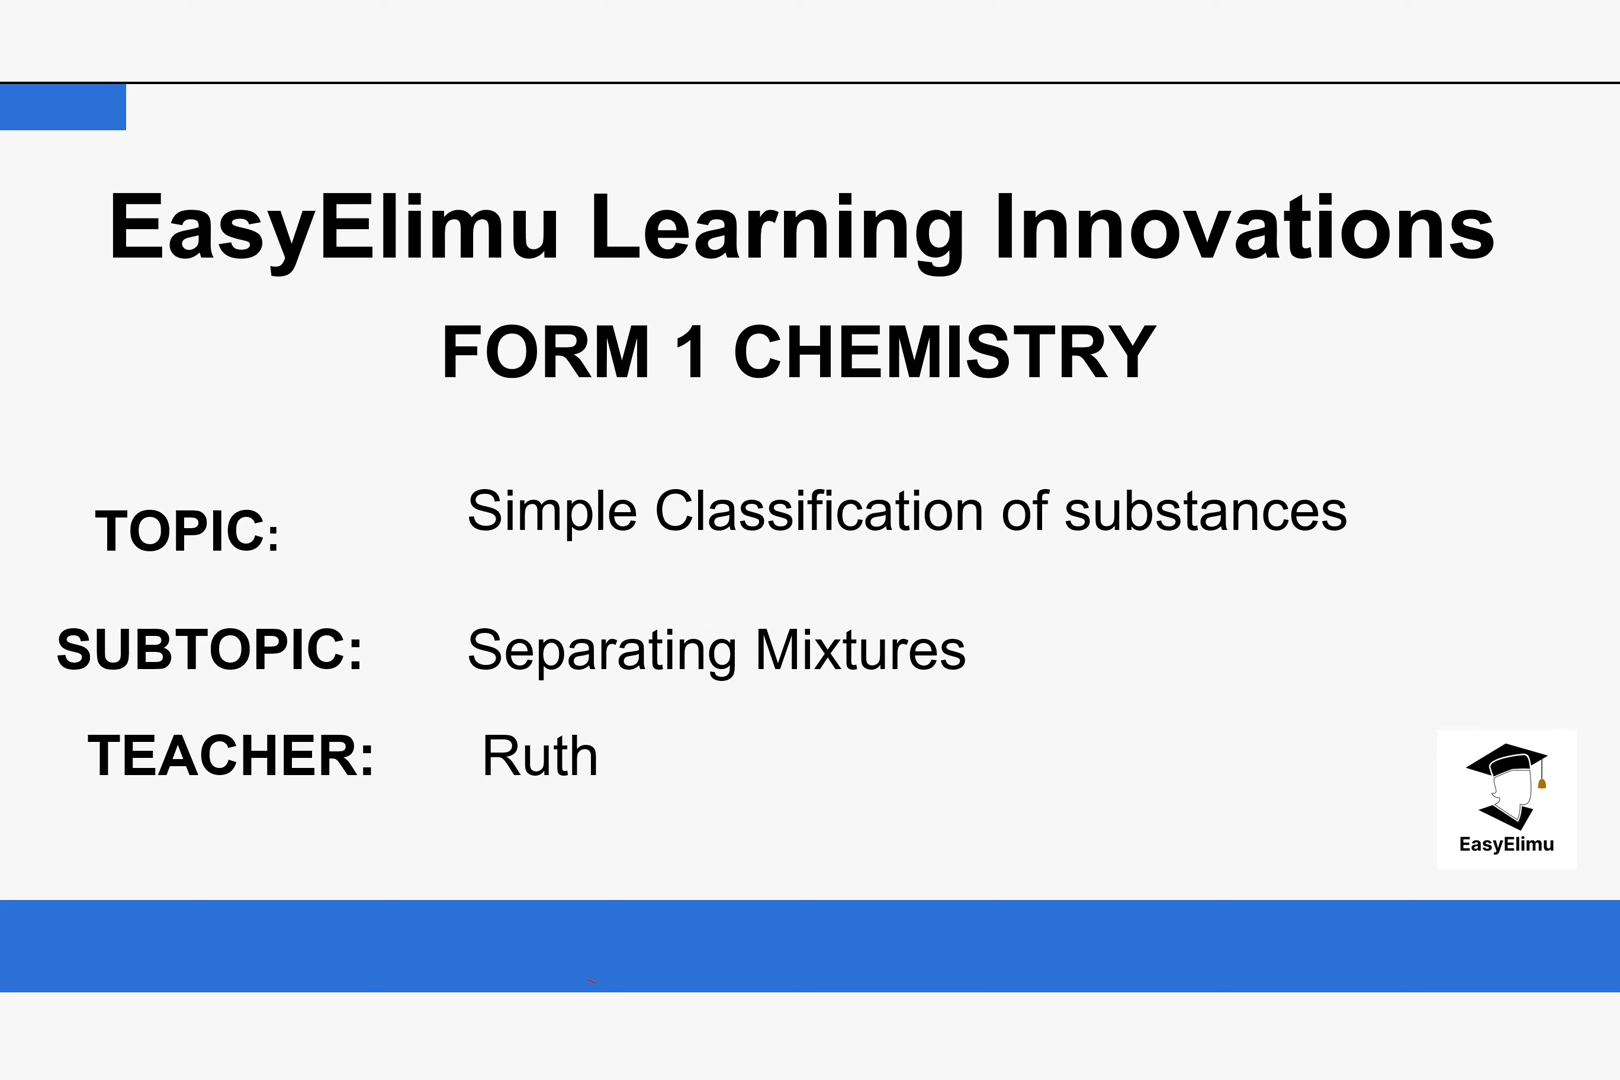 EasyElimu Learning Innovations
FORM 1 CHEMISTRY
TOPIC: Simple Classification of substances
SUBTOPIC: Separating Mixtures
TEACHER: Ruth
EasyElimu